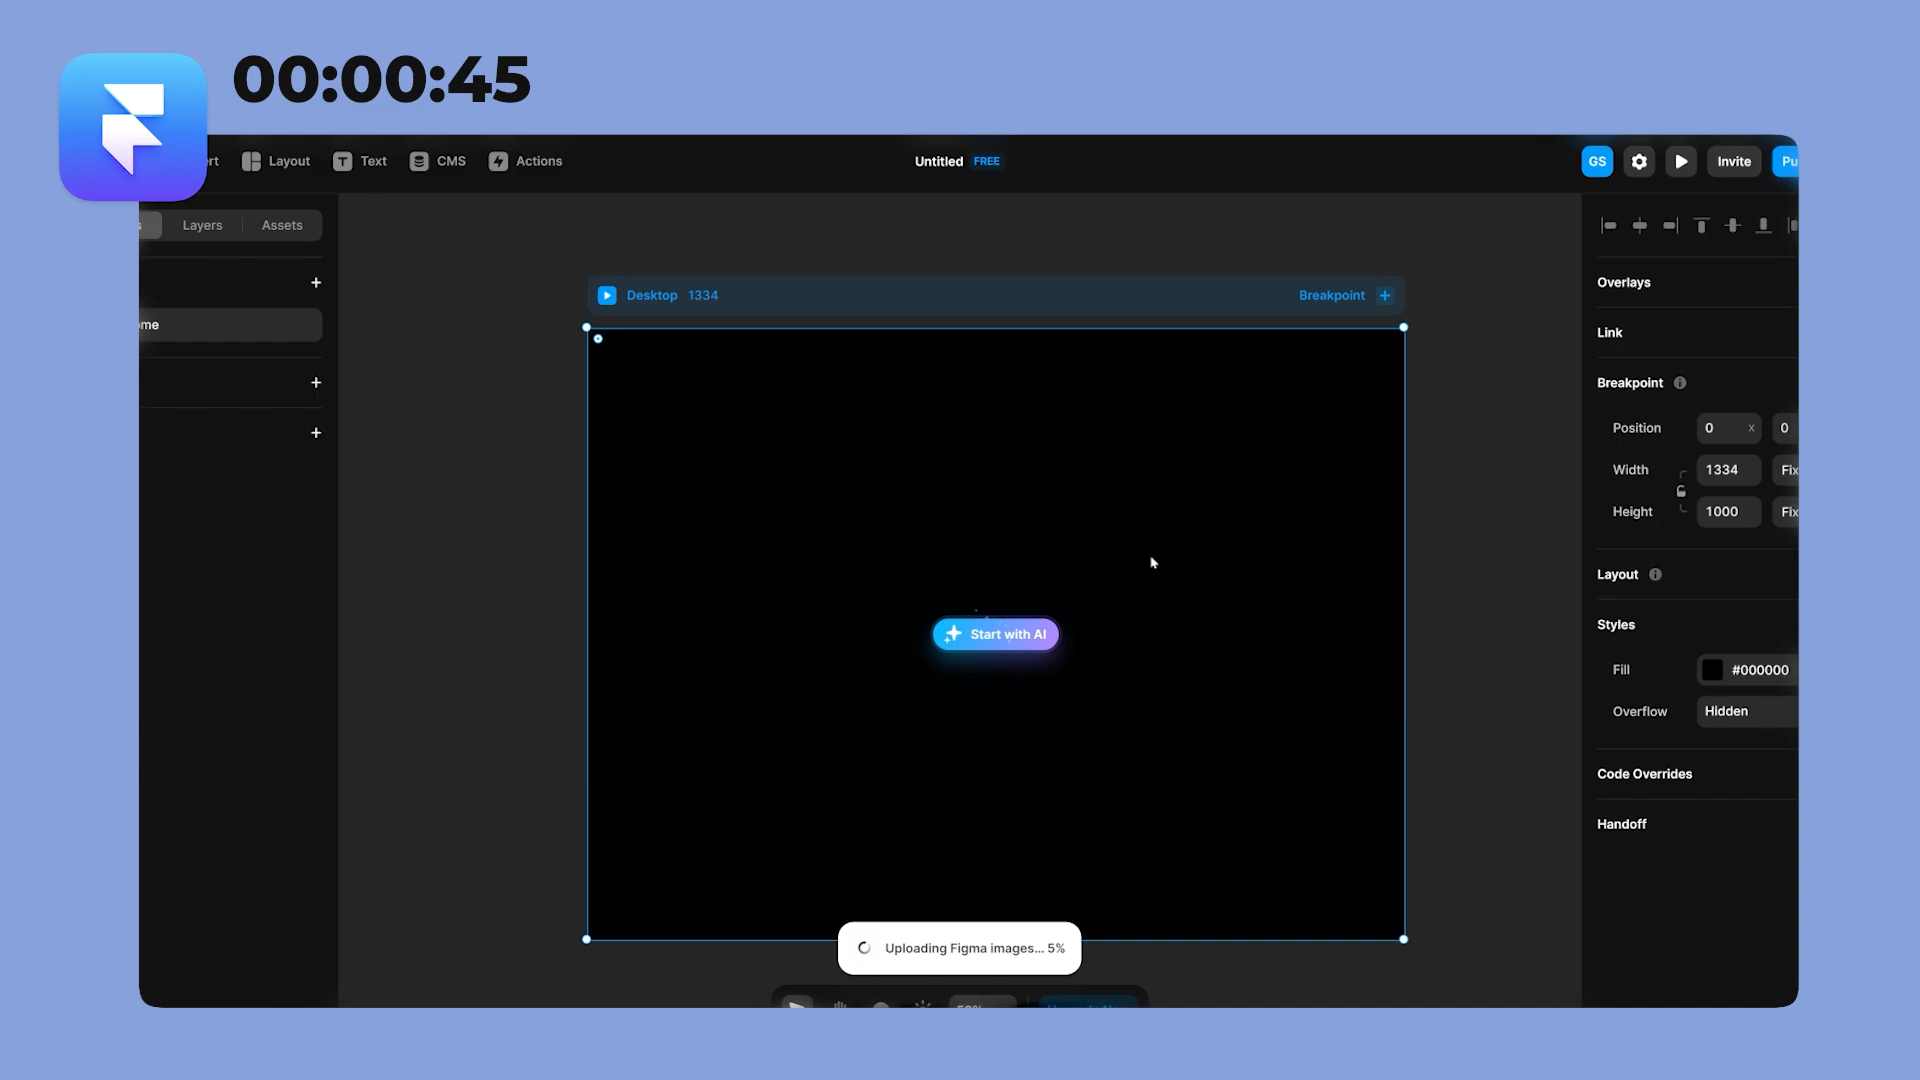 00:00:45
rt Layout Text CMS Actions
Untitled FREE
GS Invite Pu
s Layers Assets
me
Desktop 1334
Breakpoint
Start with AI
Uploading Figma images... 5%
Overlays
Link
Breakpoint
Position 0 x 0
Width 1334 Fix
Height 1000 Fix
Layout
Styles
Fill #000000
Overflow Hidden
Code Overrides
Handoff